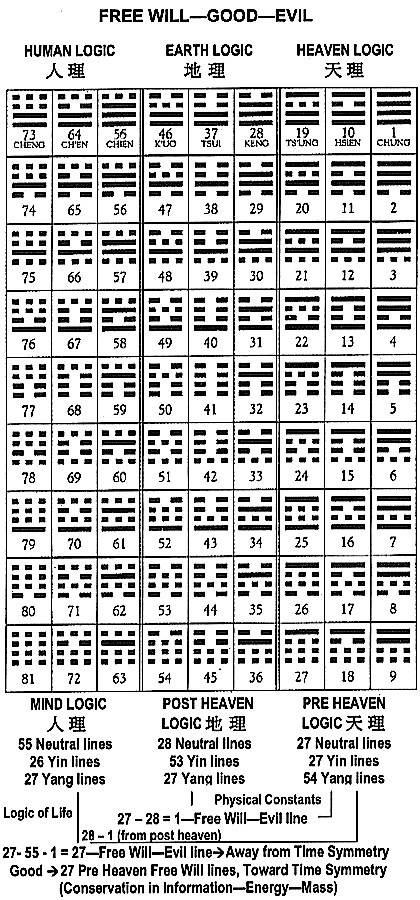 FREE WILL—GOOD—EVIL
HUMAN LOGIC EARTH LOGIC HEAVEN LOGIC
人 理 地 理 天 理
73 64 55 46 37 28 19 10 1
CHENG CH'EN CHIEN K'UO TSUI KENG TS'UNG HSIEN CHUNG
74 65 56 47 38 29 20 11 2
75 66 57 48 39 30 21 12 3
76 67 58 49 40 31 22 13 4
77 68 59 50 41 32 23 14 5
78 69 60 51 42 33 24 15 6
79 70 61 52 43 34 25 16 7
80 71 62 53 44 35 26 17 8
81 72 63 54 45 36 27 18 9
MIND LOGIC POST HEAVEN PRE HEAVEN
人 理 LOGIC 地 理 LOGIC 天 理
55 Neutral lines 28 Neutral lines 27 Neutral lines
26 Yin lines 53 Yin lines 27 Yin lines
27 Yang lines 27 Yang lines 54 Yang lines
Physical Constants
Logic of Life 27 – 28 = 1—Free Will—Evil line
28 – 1 (from post heaven)
27- 55 - 1 = 27—Free Will—Evil line→Away from Time Symmetry
Good →27 Pre Heaven Free Will lines, Toward Time Symmetry
(Conservation in Information—Energy—Mass)